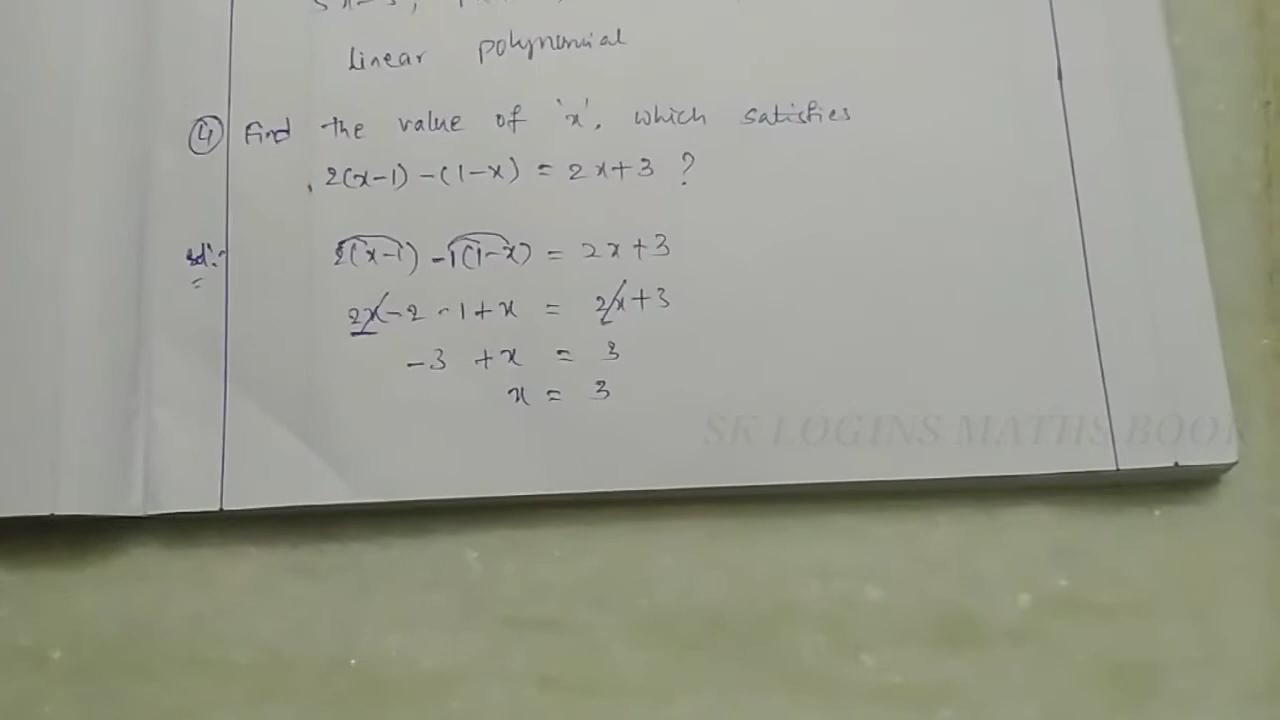 linear polynomial
④ Find the value of 'x', which satisfies
2(x-1) -(1-x) = 2x+3 ?
sol:- 2(x-1) -1(1-x) = 2x+3
2x-2 -1+x = 2x+3
-3 +x = 3
x = 3
SK LOGINS MATHS BOOK